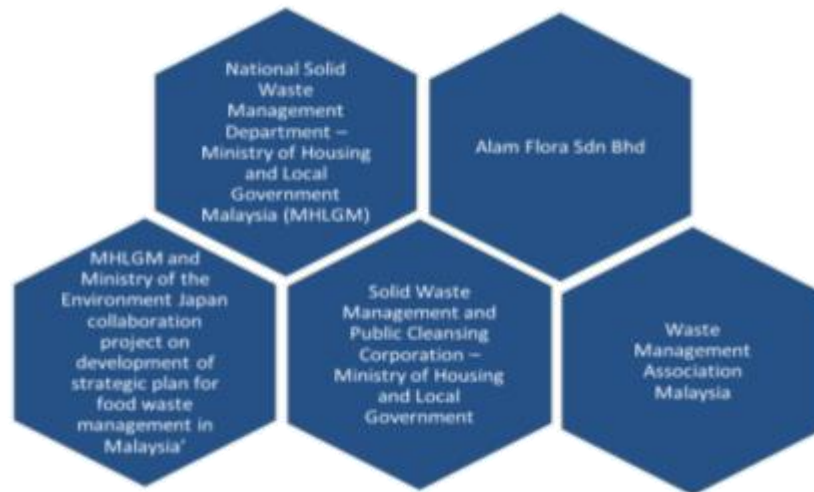 National Solid
Waste
Management
Department –
Ministry of Housing
and Local
Government
Malaysia (MHLGM)
Alam Flora Sdn Bhd
MHLGM and
Ministry of the
Environment Japan
collaboration
project on
development of
strategic plan for
food waste
management in
Malaysia’
Solid Waste
Management and
Public Cleansing
Corporation –
Ministry of Housing
and Local
Government
Waste
Management
Association
Malaysia